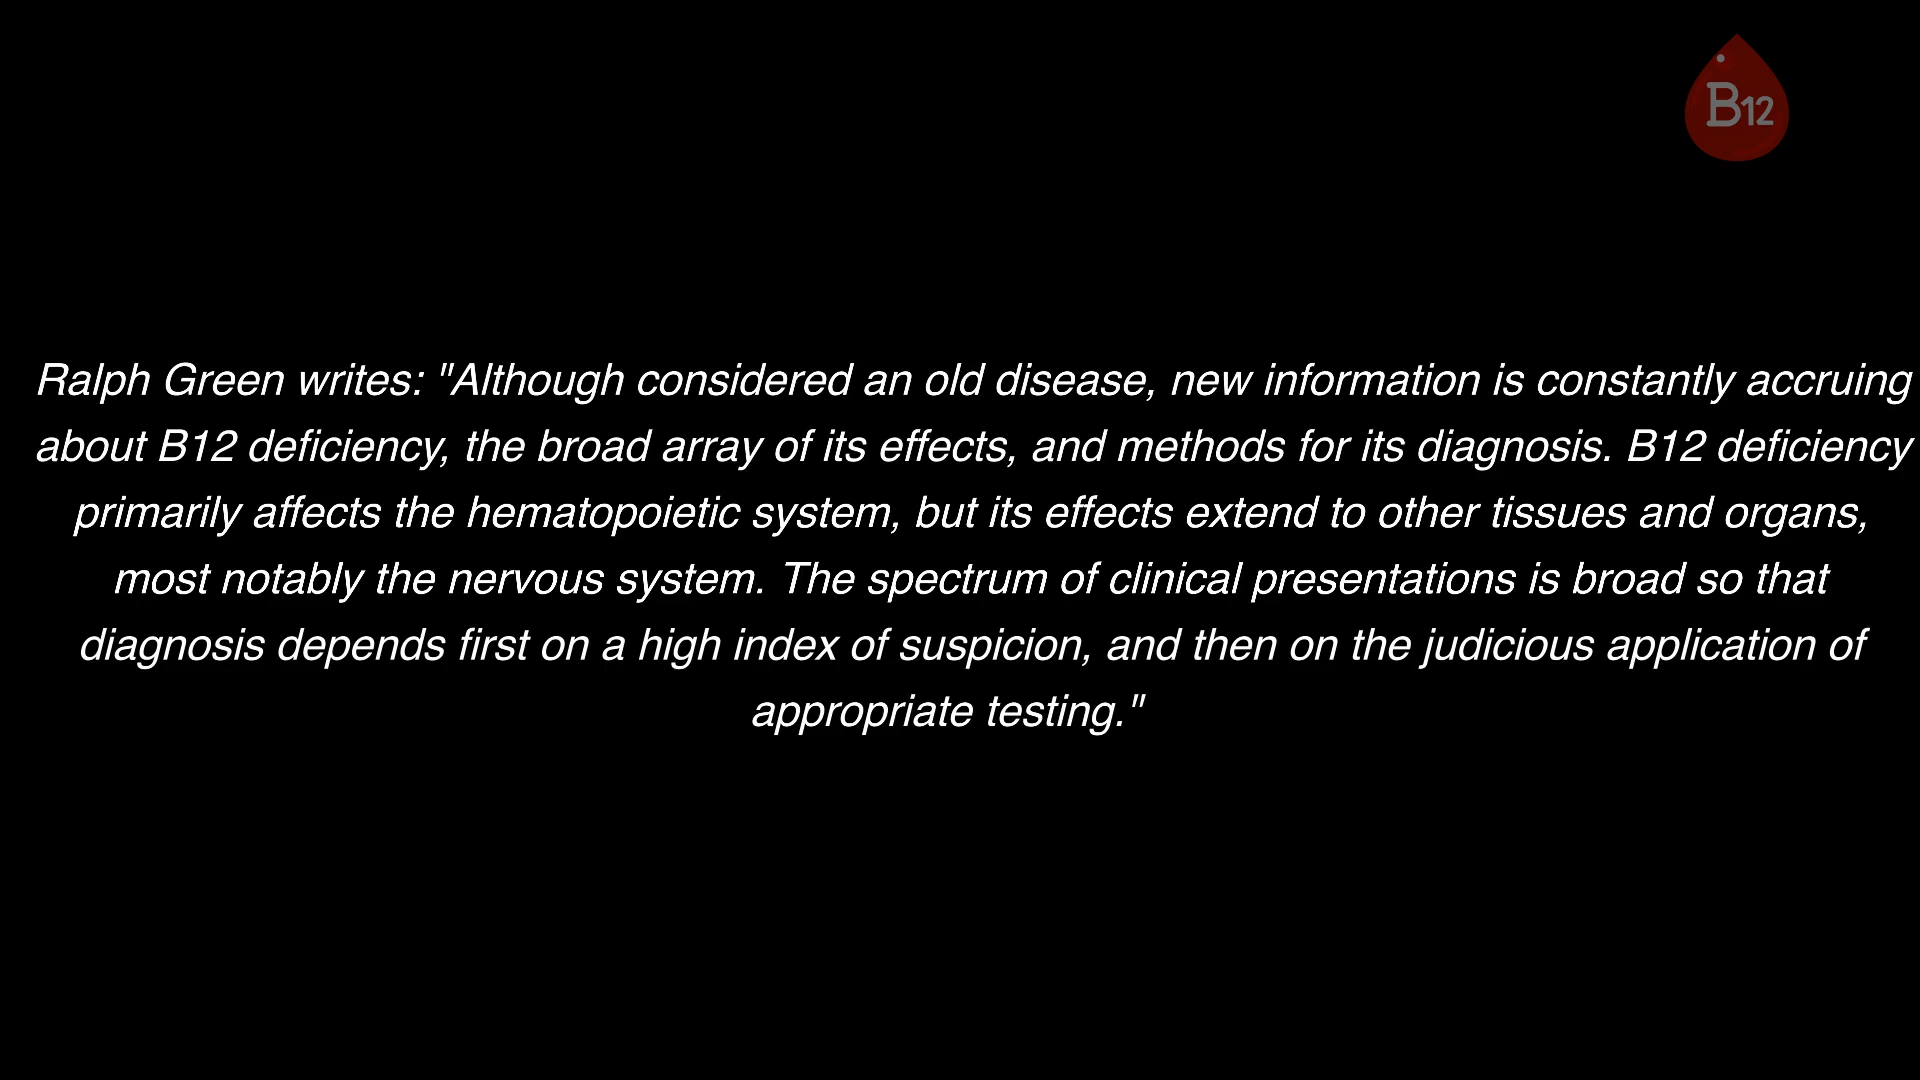 B12
Ralph Green writes: "Although considered an old disease, new information is constantly accruing
about B12 deficiency, the broad array of its effects, and methods for its diagnosis. B12 deficiency
primarily affects the hematopoietic system, but its effects extend to other tissues and organs,
most notably the nervous system. The spectrum of clinical presentations is broad so that
diagnosis depends first on a high index of suspicion, and then on the judicious application of
appropriate testing."